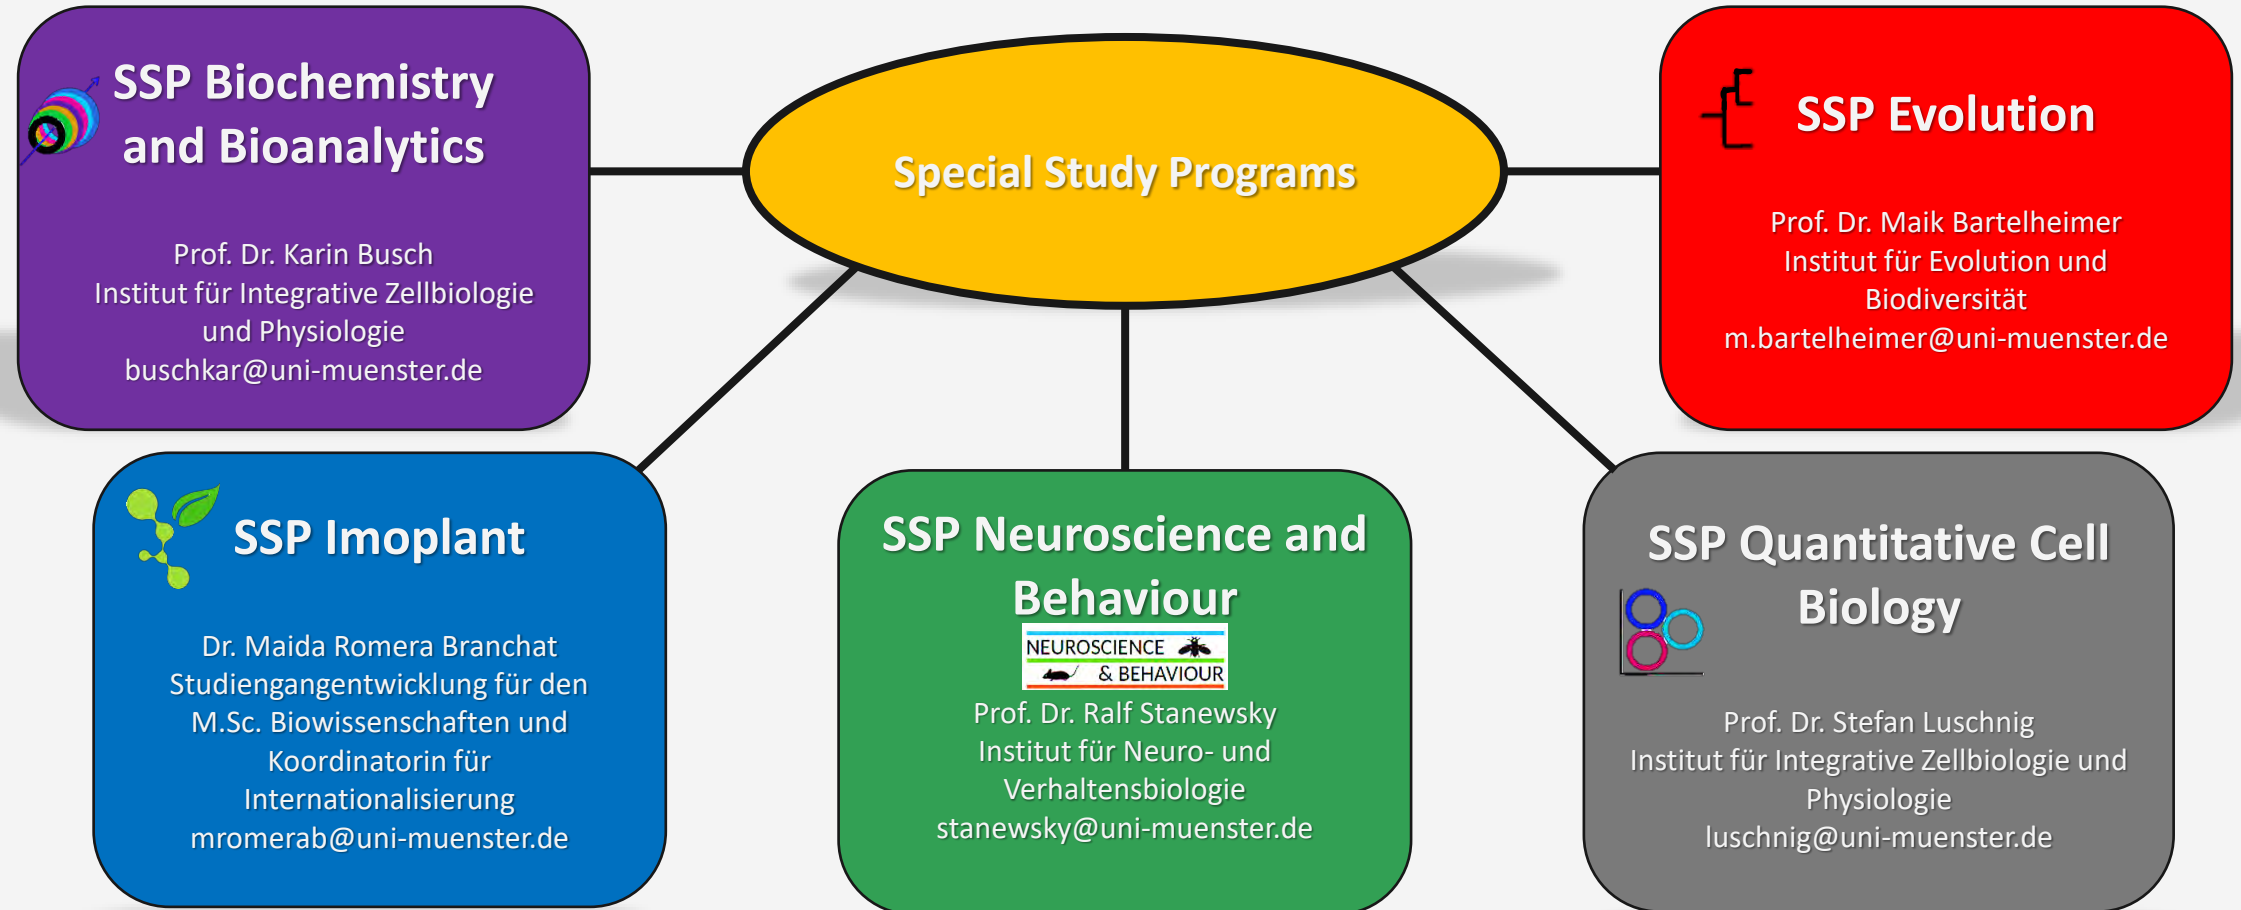 SSP Biochemistry
and Bioanalytics
Prof. Dr. Karin Busch
Institut für Integrative Zellbiologie
und Physiologie
buschkar@uni-muenster.de
Special Study Programs
SSP Evolution
Prof. Dr. Maik Bartelheimer
Institut für Evolution und
Biodiversität
m.bartelheimer@uni-muenster.de
SSP Imoplant
Dr. Maida Romera Branchat
Studiengangentwicklung für den
M.Sc. Biowissenschaften und
Koordinatorin für
Internationalisierung
mromerab@uni-muenster.de
SSP Neuroscience and
Behaviour
NEUROSCIENCE
& BEHAVIOUR
Prof. Dr. Ralf Stanewsky
Institut für Neuro- und
Verhaltensbiologie
stanewsky@uni-muenster.de
SSP Quantitative Cell
Biology
Prof. Dr. Stefan Luschnig
Institut für Integrative Zellbiologie und
Physiologie
luschnig@uni-muenster.de